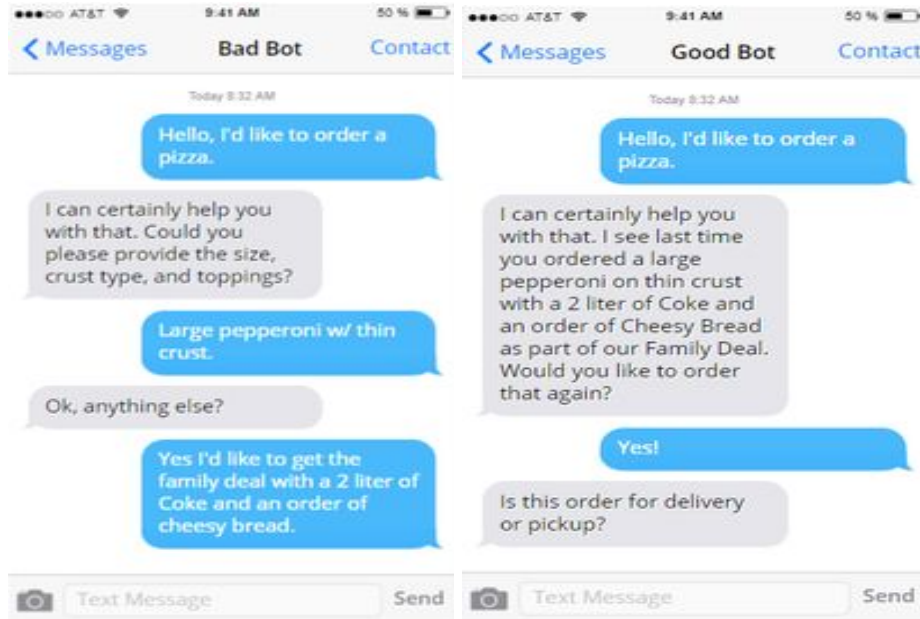 AT&T 9:41 AM 50 %
Messages Bad Bot Contact
Today 8:32 AM
Hello, I'd like to order a
pizza.
I can certainly help you
with that. Could you
please provide the size,
crust type, and toppings?
Large pepperoni w/ thin
crust.
Ok, anything else?
Yes I'd like to get the
family deal with a 2 liter of
Coke and an order of
cheesy bread.
Text Message Send
AT&T 9:41 AM 50 %
Messages Good Bot Contact
Today 8:32 AM
Hello, I'd like to order a
pizza.
I can certainly help you
with that. I see last time
you ordered a large
pepperoni on thin crust
with a 2 liter of Coke and
an order of Cheesy Bread
as part of our Family Deal.
Would you like to order
that again?
Yes!
Is this order for delivery
or pickup?
Text Message Send